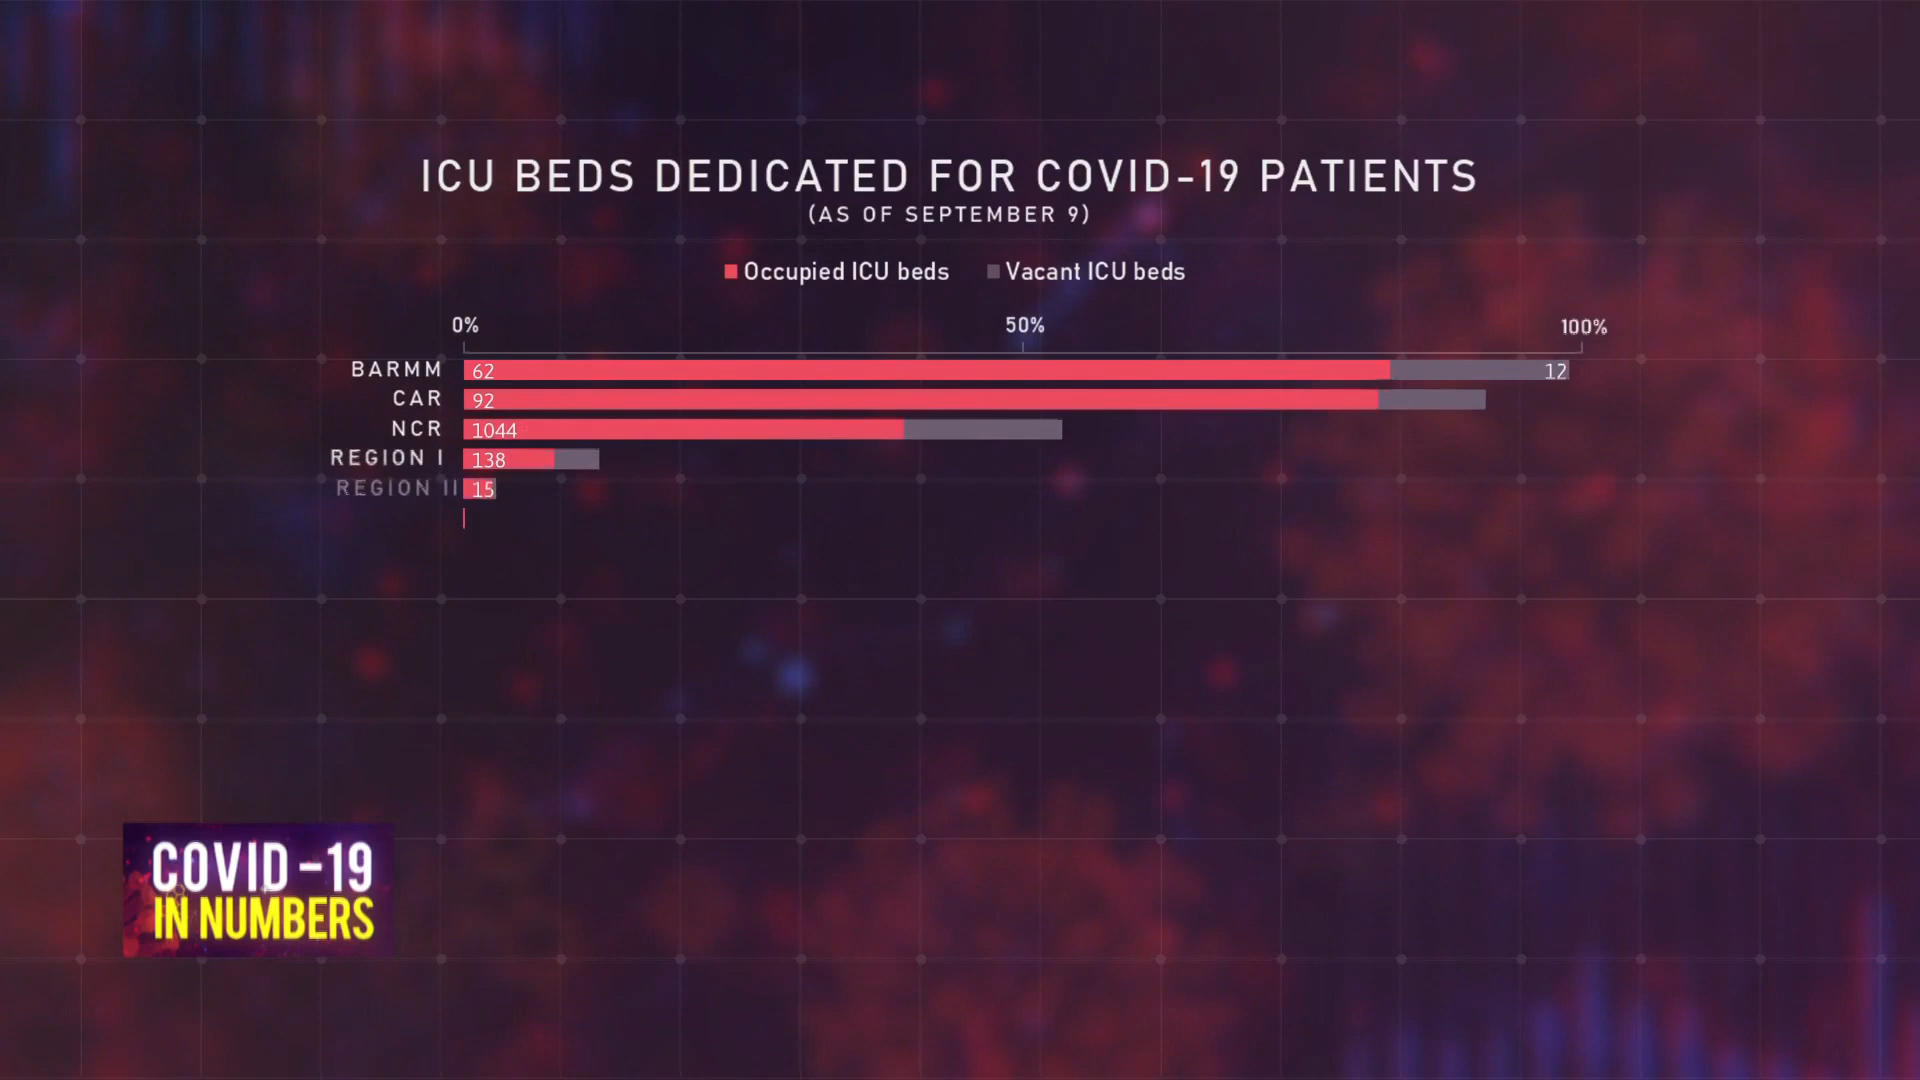 ICU BEDS DEDICATED FOR COVID-19 PATIENTS
(AS OF SEPTEMBER 9)
Occupied ICU beds Vacant ICU beds
0% 50% 100%
BARMM 62 12
CAR 92
NCR 1044
REGION I 138
REGION II 15
COVID-19
IN NUMBERS